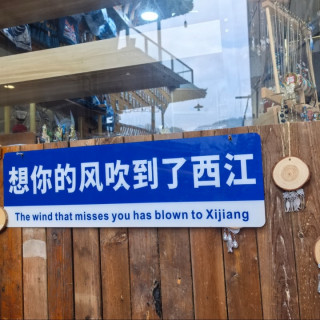 想你的风吹到了西江
The wind that misses you has blown to Xijiang